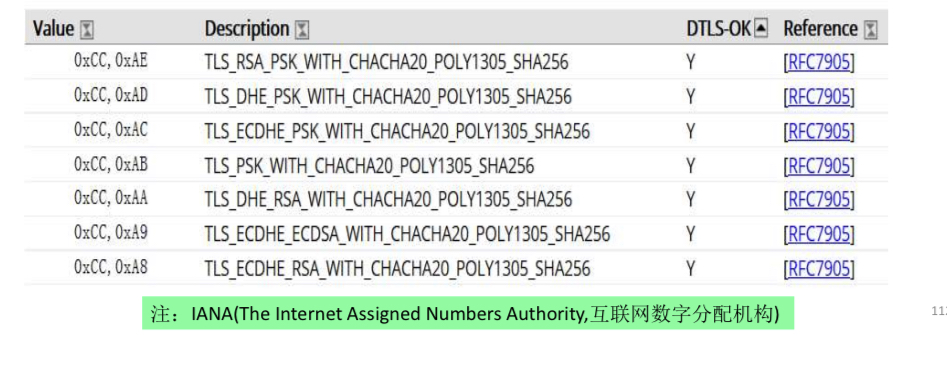 Value Description DTLS-OK Reference
0xCC, 0xAE TLS_RSA_PSK_WITH_CHACHA20_POLY1305_SHA256 Y [RFC7905]
0xCC, 0xAD TLS_DHE_PSK_WITH_CHACHA20_POLY1305_SHA256 Y [RFC7905]
0xCC, 0xAC TLS_ECDHE_PSK_WITH_CHACHA20_POLY1305_SHA256 Y [RFC7905]
0xCC, 0xAB TLS_PSK_WITH_CHACHA20_POLY1305_SHA256 Y [RFC7905]
0xCC, 0xAA TLS_DHE_RSA_WITH_CHACHA20_POLY1305_SHA256 Y [RFC7905]
0xCC, 0xA9 TLS_ECDHE_ECDSA_WITH_CHACHA20_POLY1305_SHA256 Y [RFC7905]
0xCC, 0xA8 TLS_ECDHE_RSA_WITH_CHACHA20_POLY1305_SHA256 Y [RFC7905]
注：IANA(The Internet Assigned Numbers Authority,互联网数字分配机构)